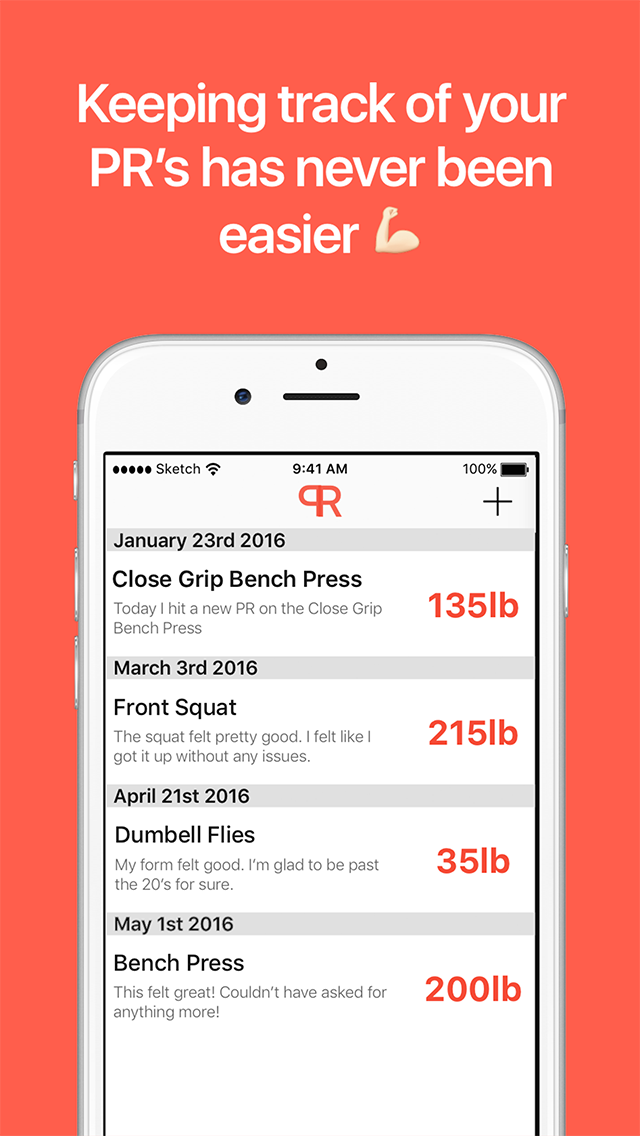 Keeping track of your
PR's has never been
easier 💪🏻
Sketch 9:41 AM 100%
PR
January 23rd 2016
Close Grip Bench Press
Today I hit a new PR on the Close Grip
Bench Press
135lb
March 3rd 2016
Front Squat
The squat felt pretty good. I felt like I
got it up without any issues.
215lb
April 21st 2016
Dumbell Flies
My form felt good. I'm glad to be past
the 20's for sure.
35lb
May 1st 2016
Bench Press
This felt great! Couldn't have asked for
anything more!
200lb